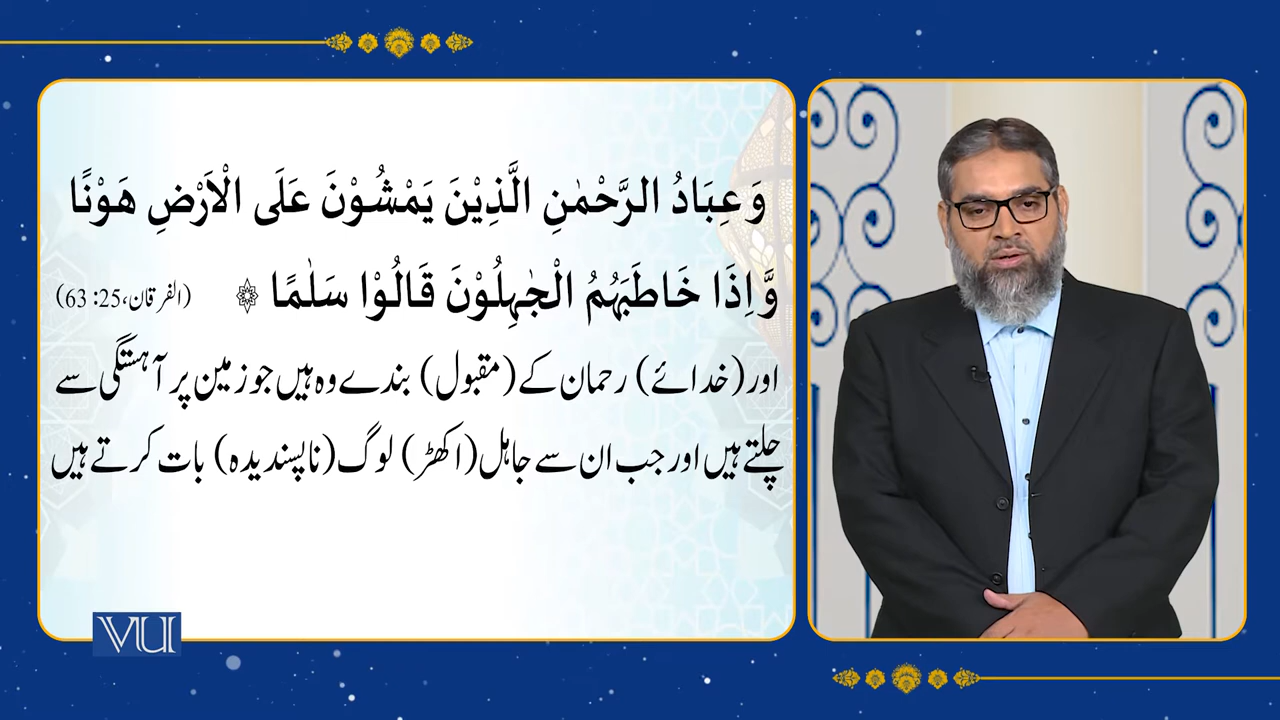 وَعِبَادُ الرَّحْمٰنِ الَّذِيْنَ يَمْشُوْنَ عَلَى الْاَرْضِ هَوْنًا
وَّاِذَا خَاطَبَهُمُ الْجٰهِلُوْنَ قَالُوْا سَلٰمًا ۞ (الفرقان،25: 63)
اور (خدائے) رحمان کے (مقبول) بندے وہ ہیں جو زمین پر آہستگی سے
چلتے ہیں اور جب ان سے جاہل (اکھڑ) لوگ (ناپسندیدہ) بات کرتے ہیں
VU